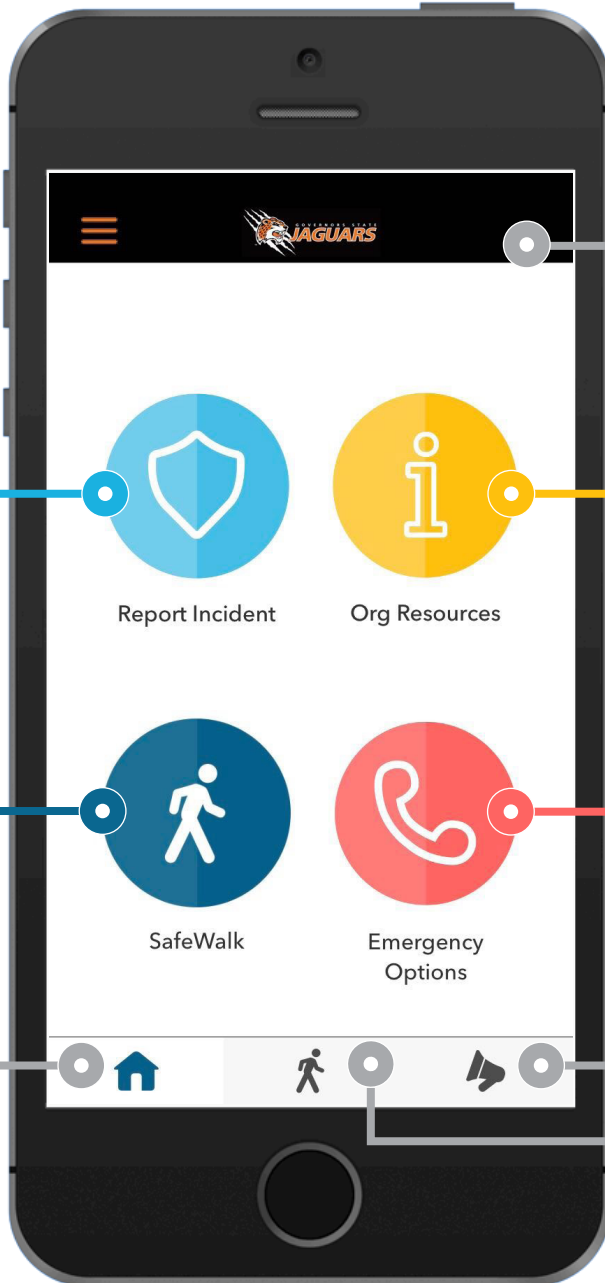 GOVERNORS STATE
JAGUARS
Report Incident
Org Resources
SafeWalk
Emergency
Options